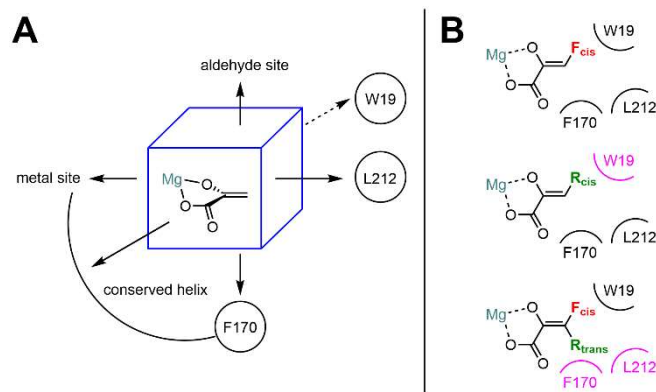 A
aldehyde site
W19
metal site
Mg
O
O
O
L212
conserved helix
F170
B
Mg
O
Fcis
W19
O
O
F170
L212
Mg
O
Rcis
W19
O
O
F170
L212
Mg
O
Fcis
W19
O
Rtrans
O
F170
L212